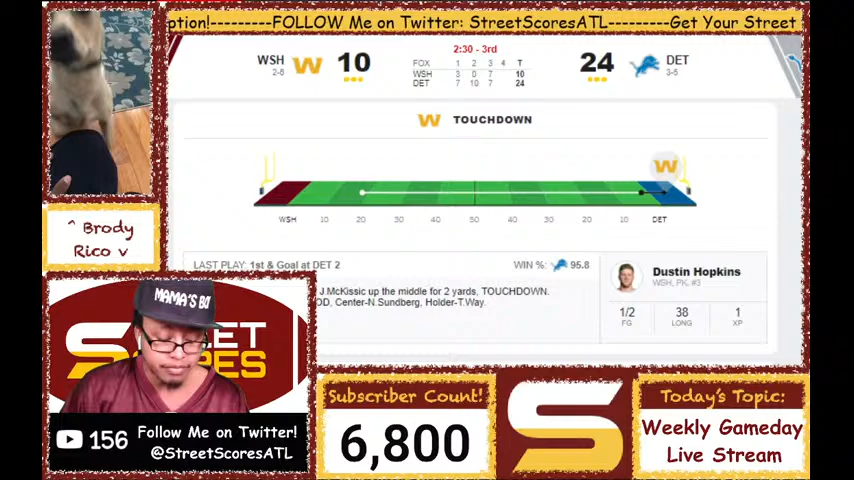 ption!---------FOLLOW Me on Twitter: StreetScoresATL---------Get Your Street
WSH
2-6
W
10
2:30 - 3rd
FOX 1 2 3 4 T
WSH 3 0 7 10
DET 7 10 7 24
24
DET
3-5
W TOUCHDOWN
W
WSH 10 20 30 40 50 40 30 20 10 DET
LAST PLAY: 1st & Goal at DET 2
WIN %: 95.8
J.McKissic up the middle for 2 yards, TOUCHDOWN.
OD, Center-N.Sundberg, Holder-T.Way.
Dustin Hopkins
WSH, PK, #3
1/2 38 1
FG LONG XP
^ Brody
Rico v
MAMA'S BO
S
EET
RES
156
Follow Me on Twitter!
@StreetScoresATL
Subscriber Count!
6,800
S
Today's Topic:
Weekly Gameday
Live Stream